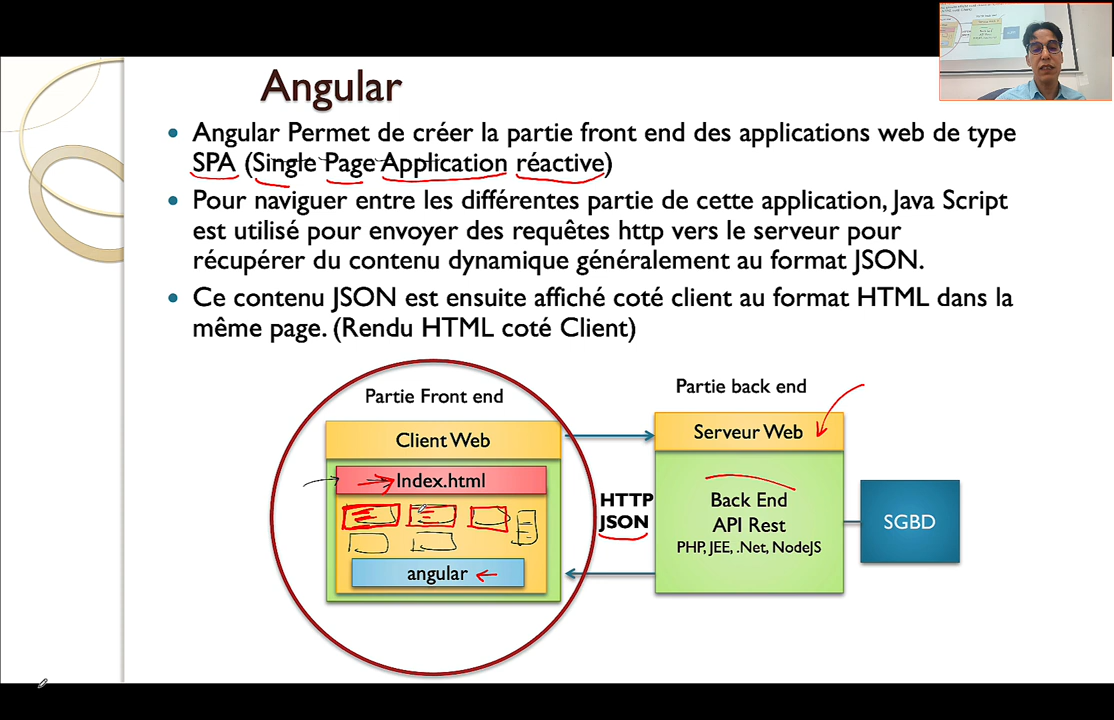 Angular
Angular Permet de créer la partie front end des applications web de type
SPA (Single Page Application réactive)
Pour naviguer entre les différentes partie de cette application, Java Script
est utilisé pour envoyer des requêtes http vers le serveur pour
récupérer du contenu dynamique généralement au format JSON.
Ce contenu JSON est ensuite affiché coté client au format HTML dans la
même page. (Rendu HTML coté Client)
Partie Front end
Client Web
Index.html
angular
HTTP
JSON
Partie back end
Serveur Web
Back End
API Rest
PHP, JEE, .Net, NodeJS
SGBD